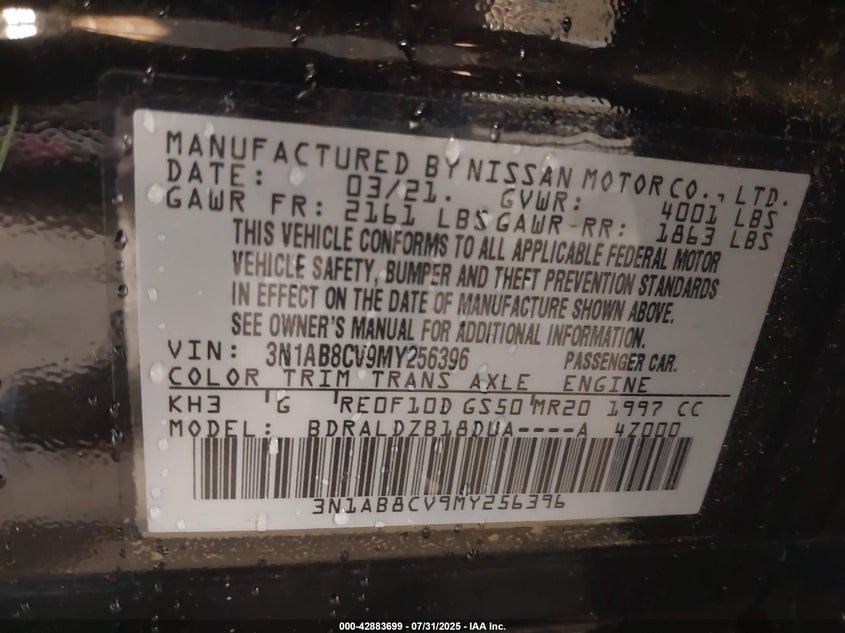 MANUFACTURED BY NISSAN MOTOR CO., LTD.
DATE: 03/21. GVWR: 4001 LBS
GAWR FR: 2161 LBS GAWR RR: 1863 LBS
THIS VEHICLE CONFORMS TO ALL APPLICABLE FEDERAL MOTOR
VEHICLE SAFETY, BUMPER AND THEFT PREVENTION STANDARDS
IN EFFECT ON THE DATE OF MANUFACTURE SHOWN ABOVE.
SEE OWNER'S MANUAL FOR ADDITIONAL INFORMATION.
VIN: 3N1AB8CV9MY256396 PASSENGER CAR.
COLOR TRIM TRANS AXLE ENGINE
KH3 G RE0F10D GS50 MR20 1997 CC
MODEL: BDRALDZB18DUA----A 4Z000
3N1AB8CV9MY256396
000-42883699 - 07/31/2025 - IAA Inc.